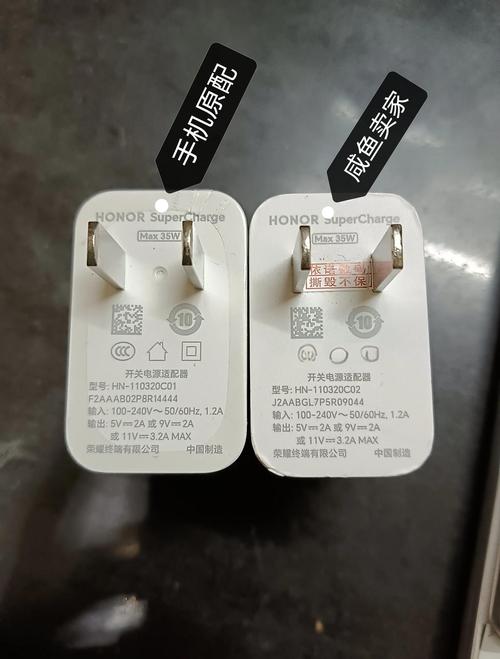 手机原配
咸鱼卖家
HONOR SuperCharge
Max 35W
10
开关电源适配器
型号: HN-110320C01
F2AAAB02P8R14444
输入: 100-240V～50/60Hz, 1.2A
输出: 5V⎓2A 或 9V⎓2A
或 11V⎓3.2A MAX
荣耀终端有限公司 中国制造
HONOR SuperCharge
Max 35W
撕毁不保
10
开关电源适配器
型号: HN-110320C02
J2AABGL7P5R09044
输入: 100-240V～50/60Hz, 1.2A
输出: 5V⎓2A 或 9V⎓2A
或 11V⎓3.2A MAX
荣耀终端有限公司 中国制造